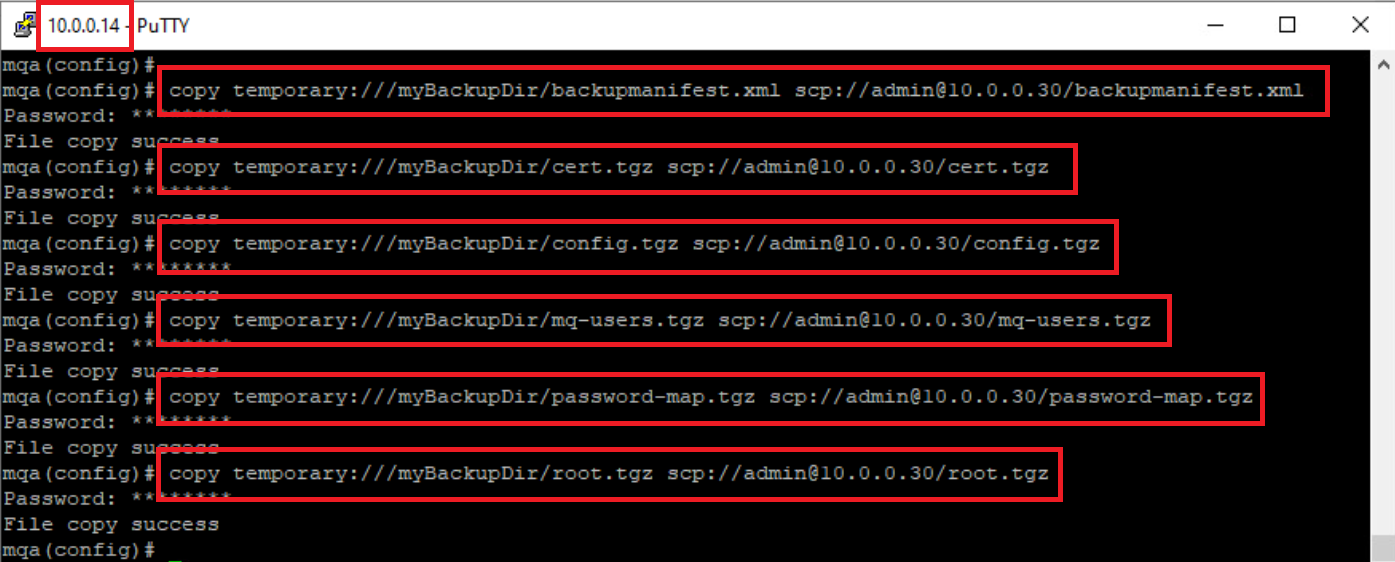 10.0.0.14 - PuTTY
mqa(config)#
mqa(config)# copy temporary:///myBackupDir/backupmanifest.xml scp://admin@10.0.0.30/backupmanifest.xml
Password: ********
File copy success
mqa(config)# copy temporary:///myBackupDir/cert.tgz scp://admin@10.0.0.30/cert.tgz
Password: ********
File copy success
mqa(config)# copy temporary:///myBackupDir/config.tgz scp://admin@10.0.0.30/config.tgz
Password: ********
File copy success
mqa(config)# copy temporary:///myBackupDir/mq-users.tgz scp://admin@10.0.0.30/mq-users.tgz
Password: ********
File copy success
mqa(config)# copy temporary:///myBackupDir/password-map.tgz scp://admin@10.0.0.30/password-map.tgz
Password: ********
File copy success
mqa(config)# copy temporary:///myBackupDir/root.tgz scp://admin@10.0.0.30/root.tgz
Password: ********
File copy success
mqa(config)#